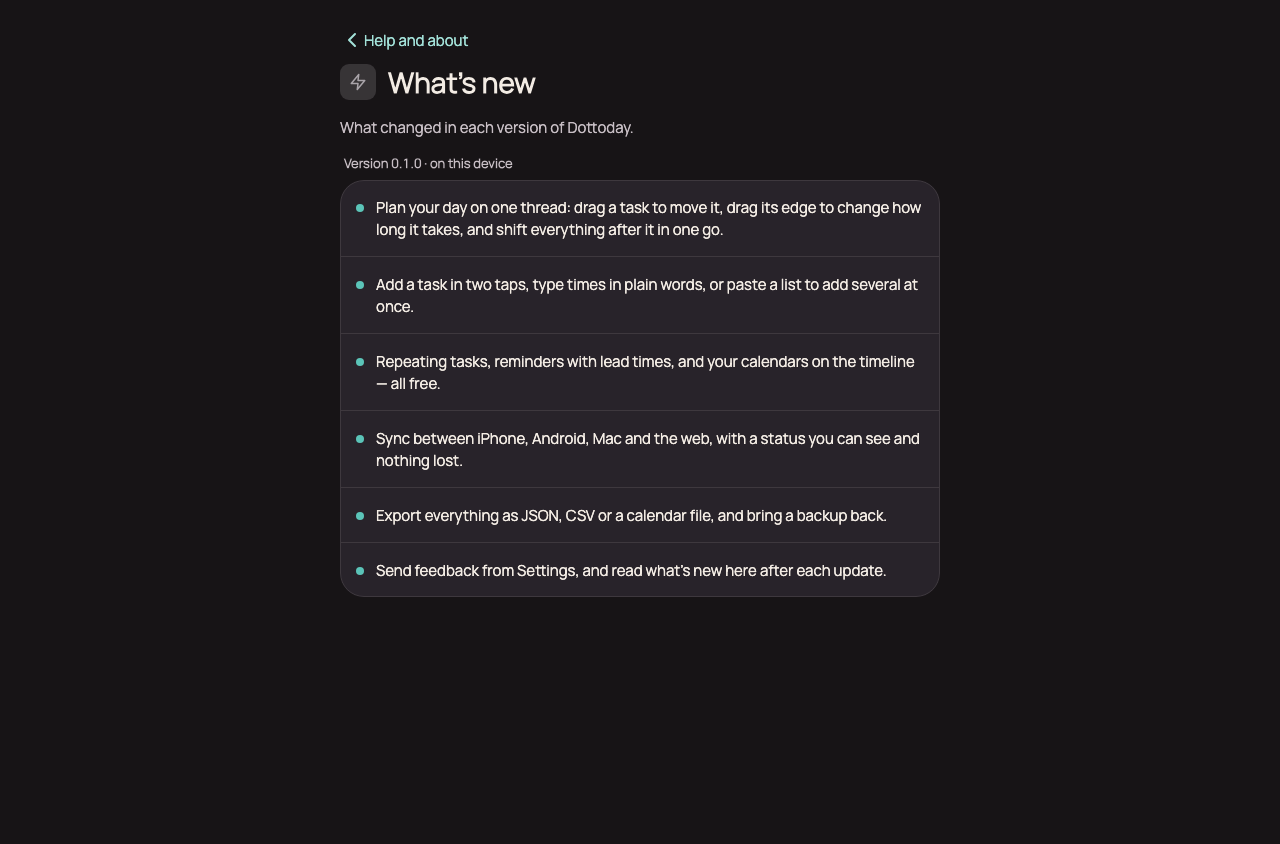 Help and about
What's new
What changed in each version of Dottoday.
Version 0.1.0 · on this device
Plan your day on one thread: drag a task to move it, drag its edge to change how
long it takes, and shift everything after it in one go.
Add a task in two taps, type times in plain words, or paste a list to add several at
once.
Repeating tasks, reminders with lead times, and your calendars on the timeline
— all free.
Sync between iPhone, Android, Mac and the web, with a status you can see and
nothing lost.
Export everything as JSON, CSV or a calendar file, and bring a backup back.
Send feedback from Settings, and read what's new here after each update.